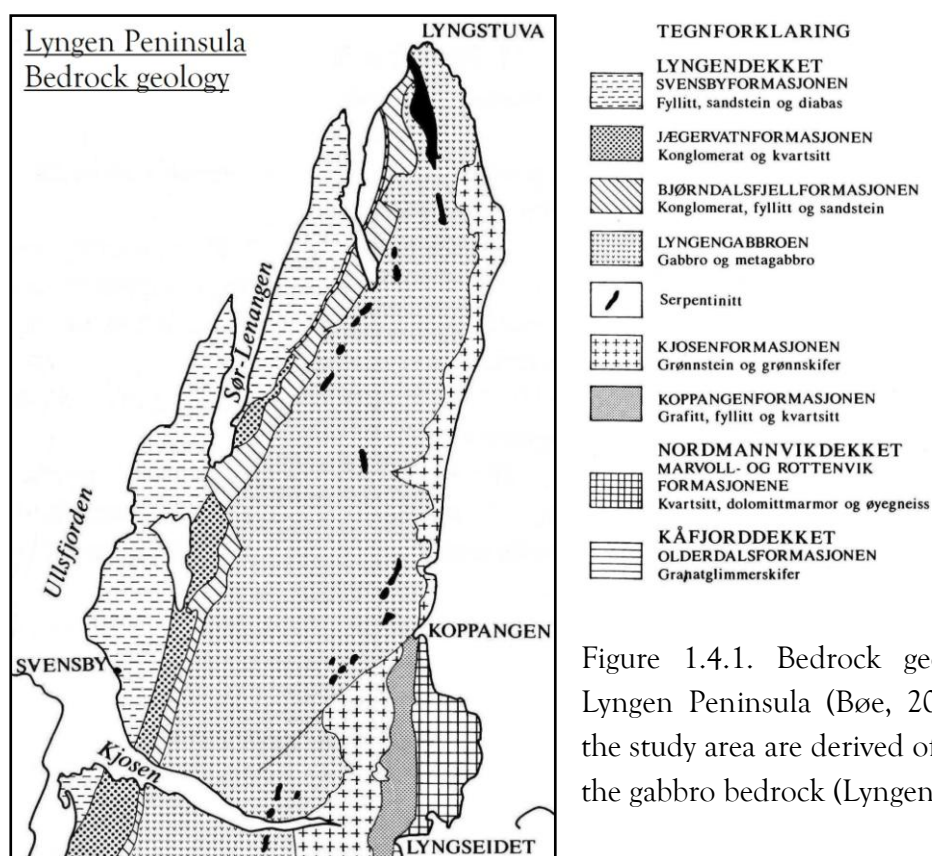 Lyngen Peninsula
Bedrock geology
LYNGSTUVA
Sør-Lenangen
Ullsfjorden
KOPPANGEN
SVENSBY
Kjosen
LYNGSEIDET
TEGNFORKLARING
LYNGENDEKKET
SVENSBYFORMASJONEN
Fyllitt, sandstein og diabas
JÆGERVATNFORMASJONEN
Konglomerat og kvartsitt
BJØRNDALSFJELLFORMASJONEN
Konglomerat, fyllitt og sandstein
LYNGENGABBROEN
Gabbro og metagabbro
Serpentinitt
KJOSENFORMASJONEN
Grønnstein og grønnskifer
KOPPANGENFORMASJONEN
Grafitt, fyllitt og kvartsitt
NORDMANNVIKDEKKET
MARVOLL- OG ROTTENVIK
FORMASJONENE
Kvartsitt, dolomittmarmor og øyegneiss
KÅFJORDDEKKET
OLDERDALSFORMASJONEN
Granatglimmerskifer
Figure 1.4.1. Bedrock
Lyngen Peninsula (Bøe, 20
the study area are derived
the gabbro bedrock (Lyngen